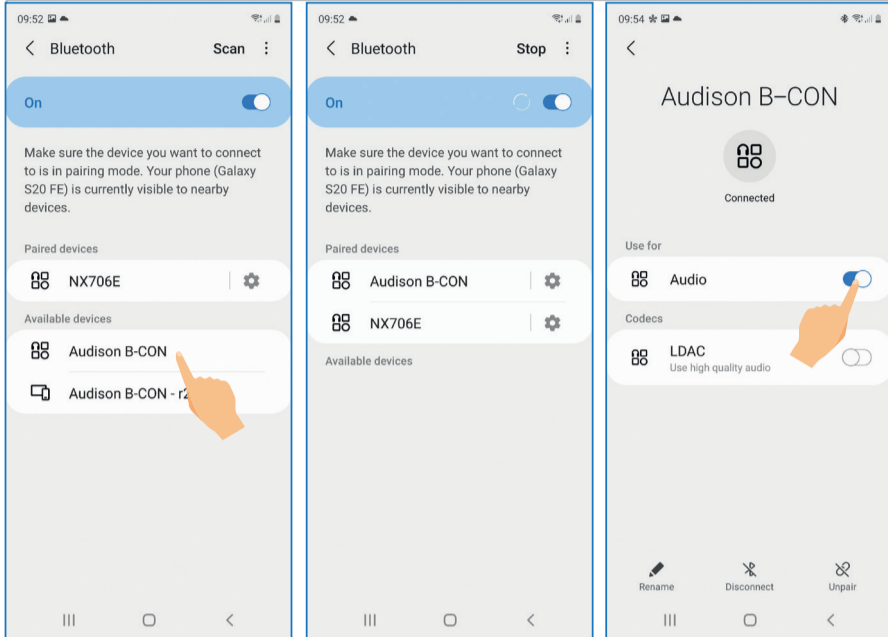 09:52
Bluetooth
Scan
On
Make sure the device you want to connect
to is in pairing mode. Your phone (Galaxy
S20 FE) is currently visible to nearby
devices.
Paired devices
NX706E
Available devices
Audison B-CON
Audison B-CON - r2
09:52
Bluetooth
Stop
On
Make sure the device you want to connect
to is in pairing mode. Your phone (Galaxy
S20 FE) is currently visible to nearby
devices.
Paired devices
Audison B-CON
NX706E
Available devices
09:54
Audison B-CON
Connected
Use for
Audio
Codecs
LDAC
Use high quality audio
Rename
Disconnect
Unpair